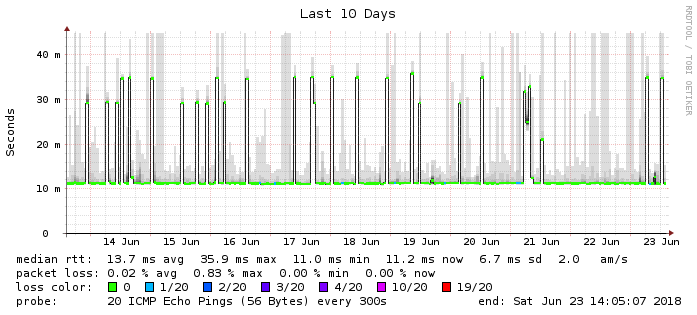 Last 10 Days
RRDTOOL / TOBI OETIKER
Seconds
40 m
30 m
20 m
10 m
0
14 Jun 15 Jun 16 Jun 17 Jun 18 Jun 19 Jun 20 Jun 21 Jun 22 Jun 23 Jun
median rtt: 13.7 ms avg 35.9 ms max 11.0 ms min 11.2 ms now 6.7 ms sd 2.0 am/s
packet loss: 0.02 % avg 0.83 % max 0.00 % min 0.00 % now
loss color: 0 1/20 2/20 3/20 4/20 10/20 19/20
probe: 20 ICMP Echo Pings (56 Bytes) every 300s end: Sat Jun 23 14:05:07 2018